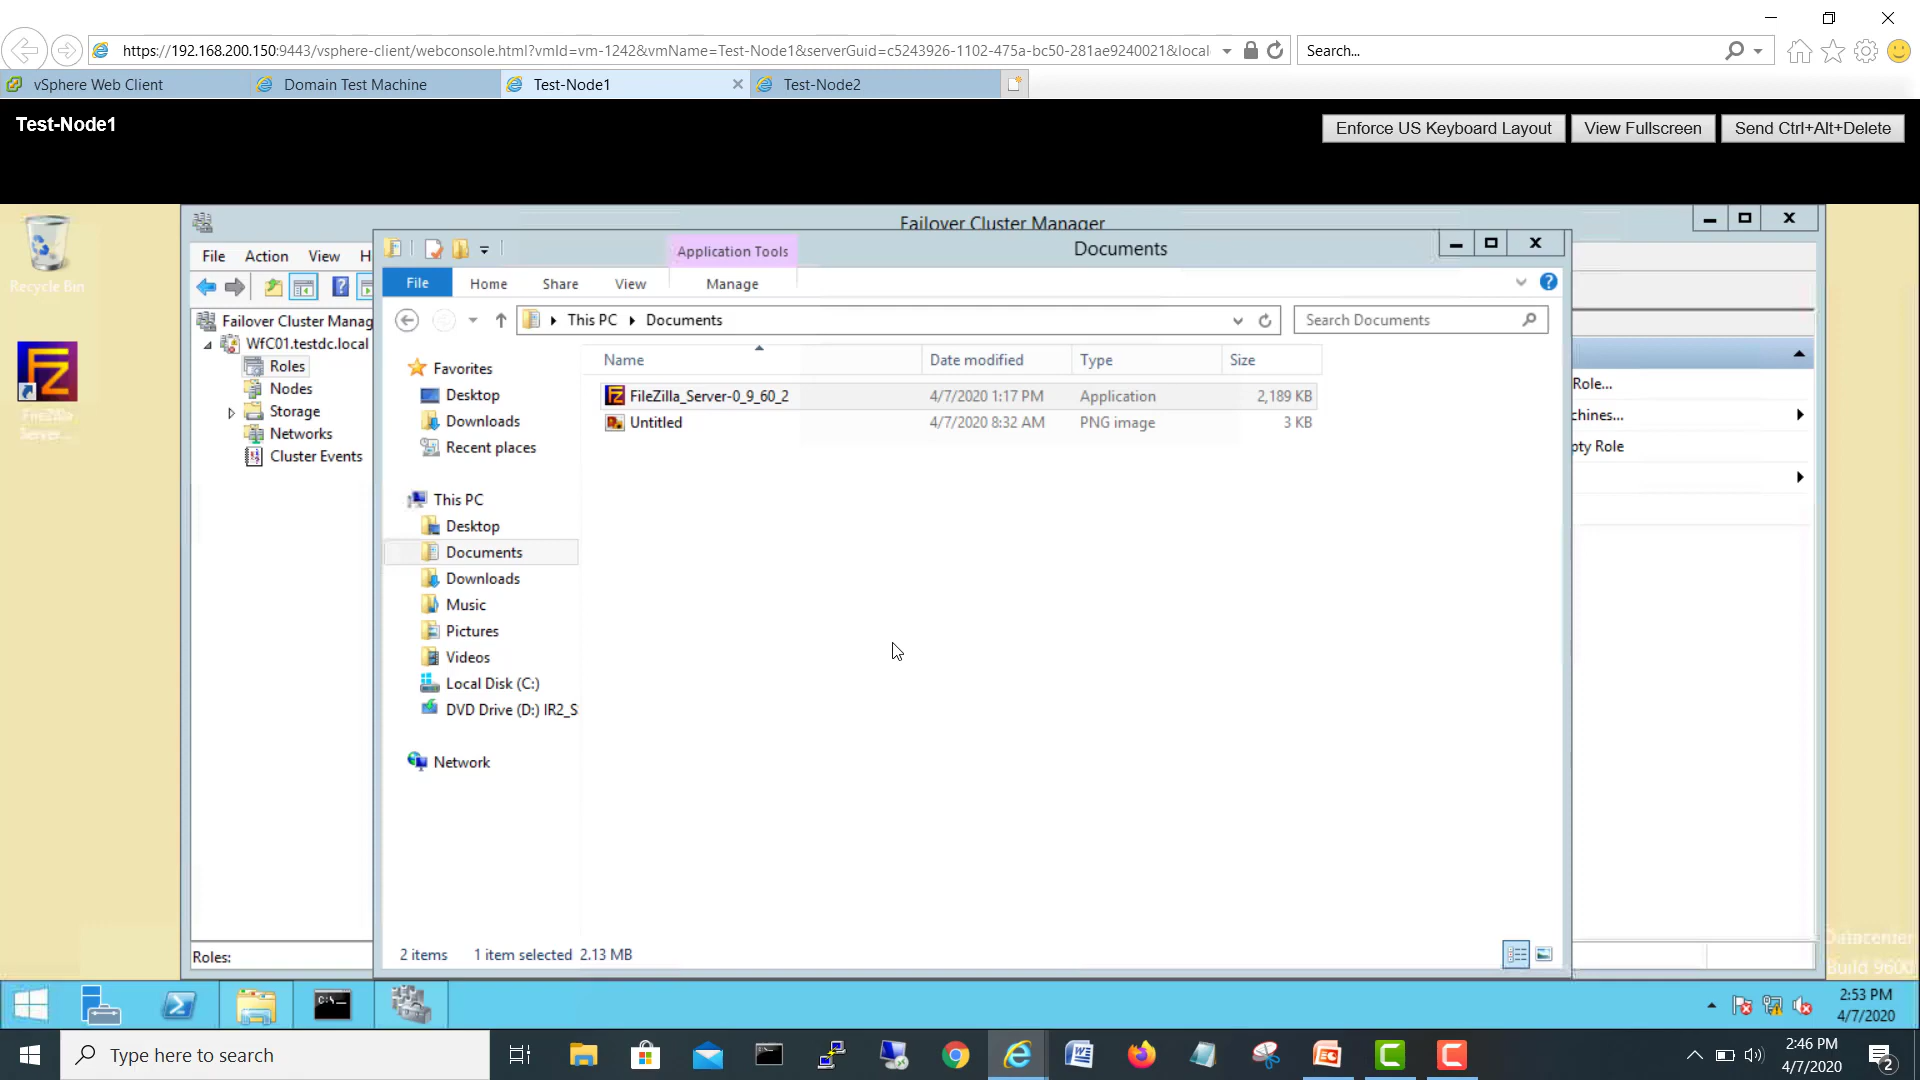 https://192.168.200.150:9443/vsphere-client/webconsole.html?vmId=vm-1242&vmName=Test-Node1&serverGuid=c5243926-1102-475a-bc50-281ae9240021&local
Search...
vSphere Web Client
Domain Test Machine
Test-Node1
Test-Node2
Test-Node1
Enforce US Keyboard Layout
View Fullscreen
Send Ctrl+Alt+Delete
Recycle Bin
FileZilla
Server...
Failover Cluster Manager
File Action View H
Application Tools
Documents
File Home Share View Manage
This PC Documents
Search Documents
Failover Cluster Manag
WfC01.testdc.local
Roles
Nodes
Storage
Networks
Cluster Events
Roles:
Favorites
Desktop
Downloads
Recent places
This PC
Desktop
Documents
Downloads
Music
Pictures
Videos
Local Disk (C:)
DVD Drive (D:) IR2_S
Network
Name Date modified Type Size
FileZilla_Server-0_9_60_2 4/7/2020 1:17 PM Application 2,189 KB
Untitled 4/7/2020 8:32 AM PNG image 3 KB
2 items 1 item selected 2.13 MB
Role...
chines...
pty Role
Datacenter
Build 9600
C:\_
2:53 PM
4/7/2020
Type here to search
2:46 PM
4/7/2020
2